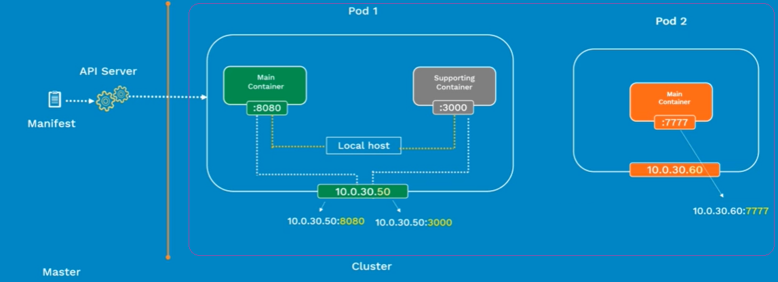 Pod 1
Pod 2
API Server
Manifest
Main
Container
:8080
Supporting
Container
:3000
Local host
10.0.30.50
10.0.30.50:8080
10.0.30.50:3000
Main
Container
:7777
10.0.30.60
10.0.30.60:7777
Master
Cluster